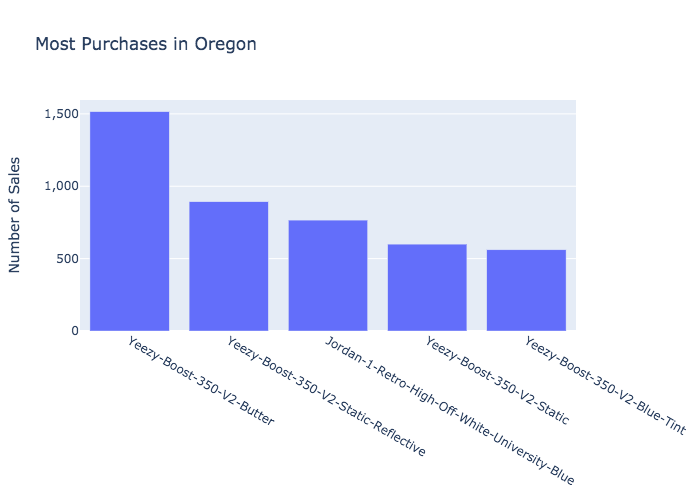 Most Purchases in Oregon
Number of Sales
1,500
1,000
500
0
Yeezy-Boost-350-V2-Butter
Yeezy-Boost-350-V2-Static-Reflective
Jordan-1-Retro-High-Off-White-University-Blue
Yeezy-Boost-350-V2-Static
Yeezy-Boost-350-V2-Blue-Tint